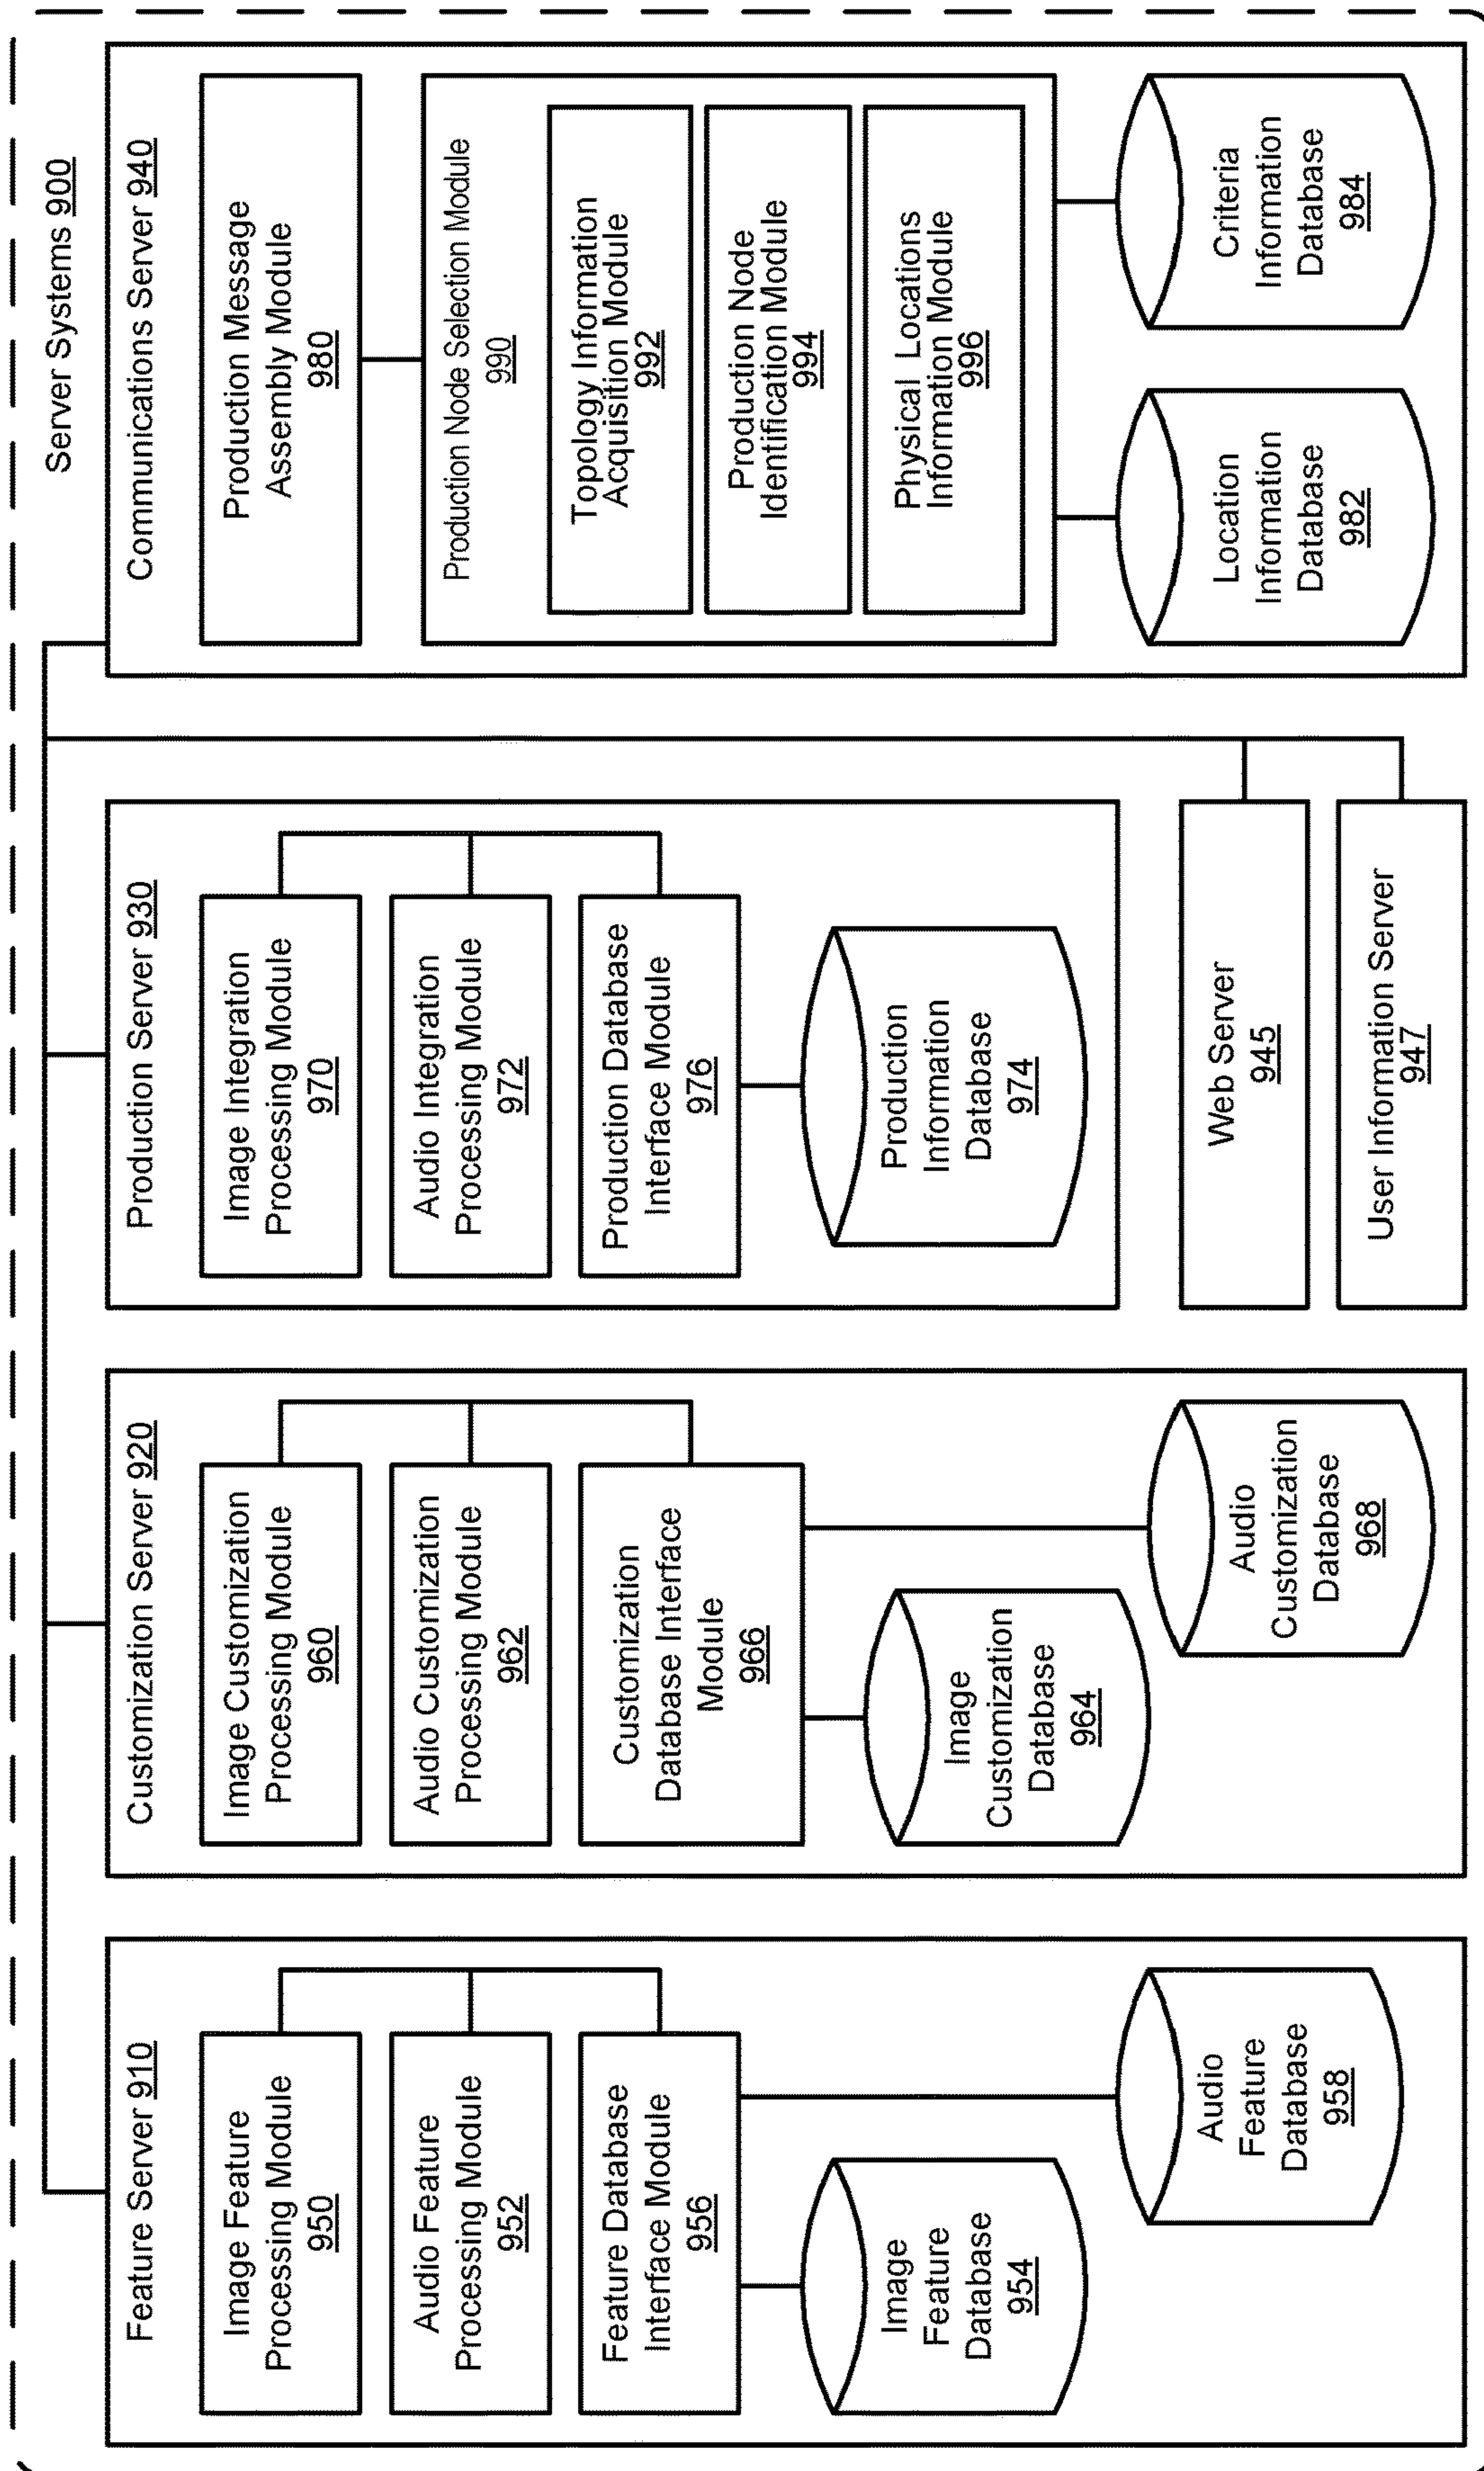 Server Systems 900
Feature Server 910
Image Feature
Processing Module
950
Audio Feature
Processing Module
952
Feature Database
Interface Module
956
Image
Feature
Database
954
Audio
Feature
Database
958
Customization Server 920
Image Customization
Processing Module
960
Audio Customization
Processing Module
962
Customization
Database Interface
Module
966
Image
Customization
Database
964
Audio
Customization
Database
968
Production Server 930
Image Integration
Processing Module
970
Audio Integration
Processing Module
972
Production Database
Interface Module
976
Production
Information
Database
974
Web Server
945
User Information Server
947
Communications Server 940
Production Message
Assembly Module
980
Production Node Selection Module
990
Topology Information
Acquisition Module
992
Production Node
Identification Module
994
Physical Locations
Information Module
996
Location
Information
Database
982
Criteria
Information
Database
984